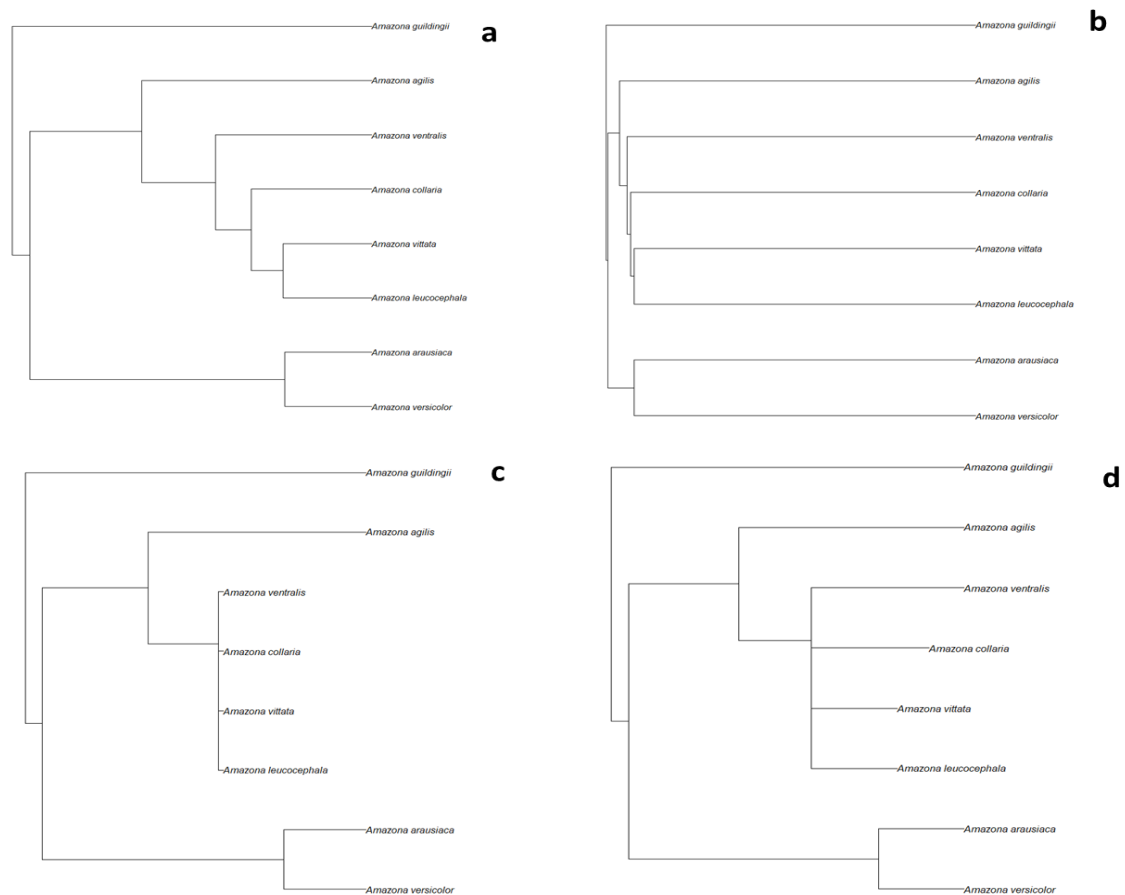 Amazona guildingii
a
Amazona agilis
Amazona ventralis
Amazona collaria
Amazona vittata
Amazona leucocephala
Amazona arausiaca
Amazona versicolor
b
Amazona guildingii
Amazona agilis
Amazona ventralis
Amazona collaria
Amazona vittata
Amazona leucocephala
Amazona arausiaca
Amazona versicolor
c
Amazona guildingii
Amazona agilis
Amazona ventralis
Amazona collaria
Amazona vittata
Amazona leucocephala
Amazona arausiaca
Amazona versicolor
d
Amazona guildingii
Amazona agilis
Amazona ventralis
Amazona collaria
Amazona vittata
Amazona leucocephala
Amazona arausiaca
Amazona versicolor